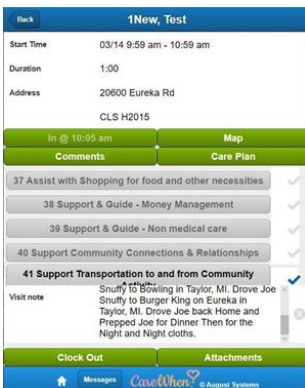 Back
1New, Test
Start Time 03/14 9:59 am - 10:59 am
Duration 1:00
Address 20600 Eureka Rd
CLS H2015
In @ 10:05 am
Map
Comments
Care Plan
37 Assist with Shopping for food and other necessities
38 Support & Guide - Money Management
39 Support & Guide - Non medical care
40 Support Community Connections & Relationships
41 Support Transportation to and from Community
Activity
Visit note
Snuffy to Bowling in Taylor, MI. Drove Joe
Snuffy to Burger King on Eureka in
Taylor, MI. Drove Joe back Home and
Prepped Joe for Dinner Then for the
Night and Night cloths.
Clock Out
Attachments
Messages
CareWhen?
© August Systems